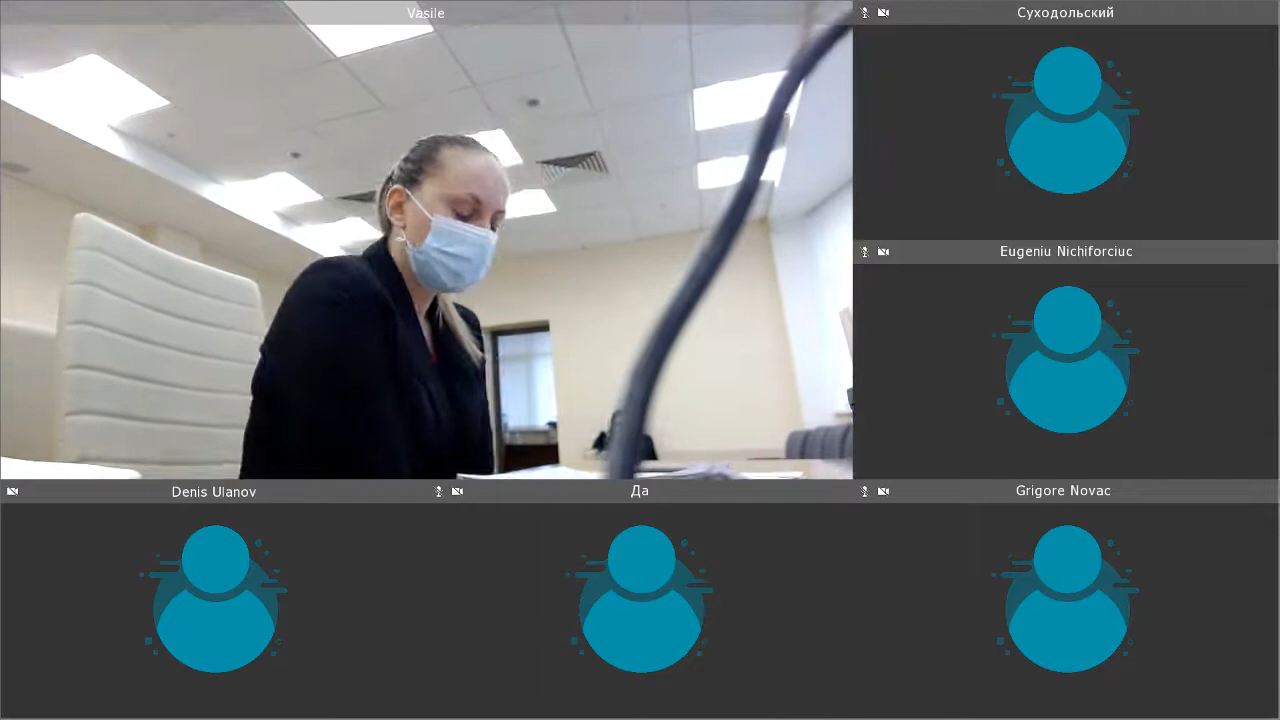 Vasile
Суходольский
Eugeniu Nichiforciuc
Denis Ulanov
Да
Grigore Novac